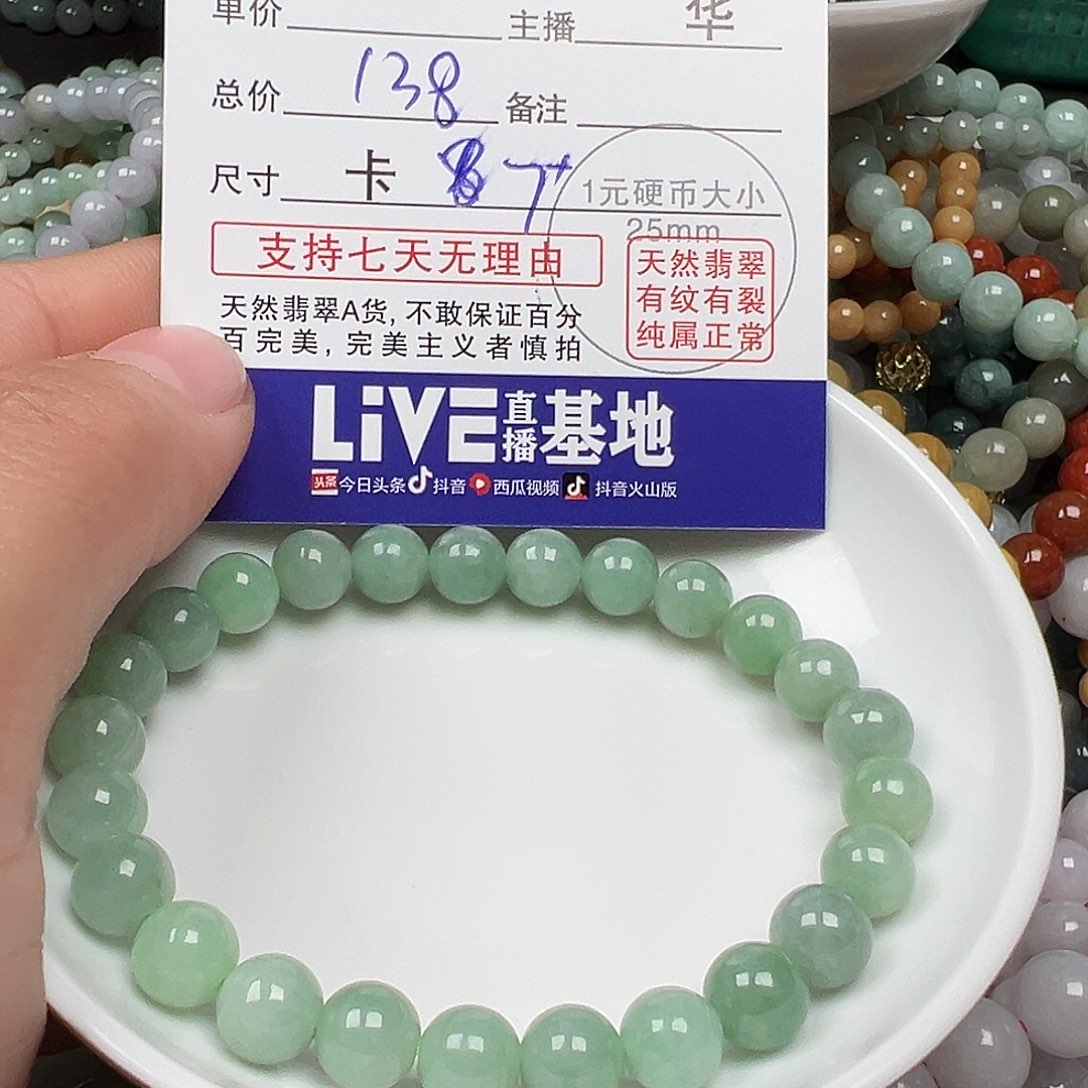 单价 主播 华
总价 138 备注
尺寸 卡
1元硬币大小
25mm
支持七天无理由
天然翡翠
有纹有裂
纯属正常
天然翡翠A货,不敢保证百分
百完美,完美主义者慎拍
LiVE直播基地
头条 今日头条 抖音 西瓜视频 抖音火山版